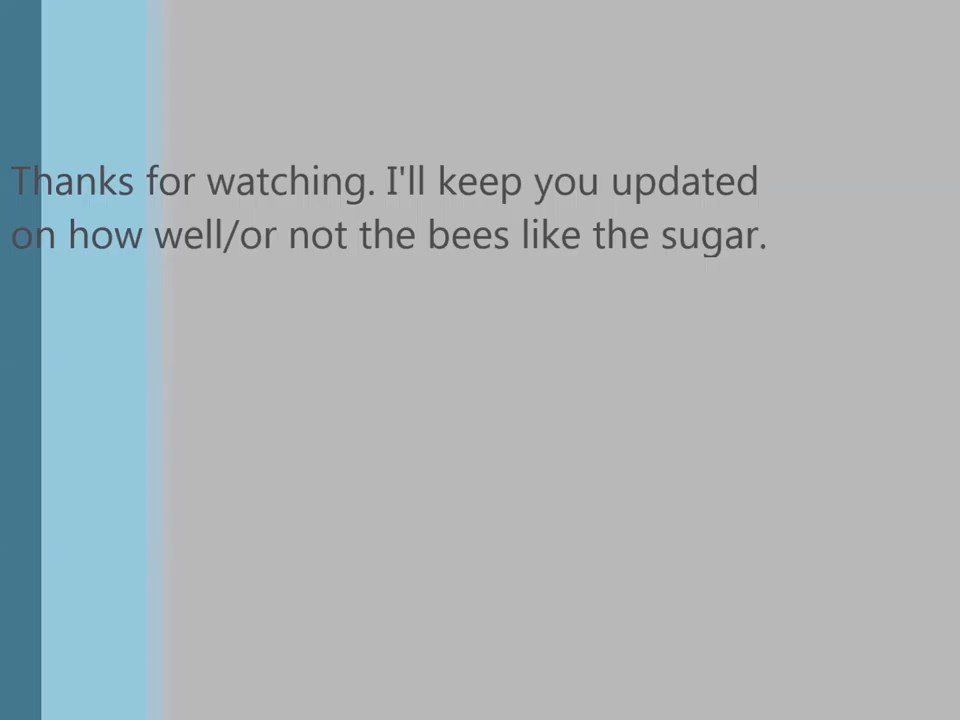 Thanks for watching. I'll keep you updated
on how well/or not the bees like the sugar.